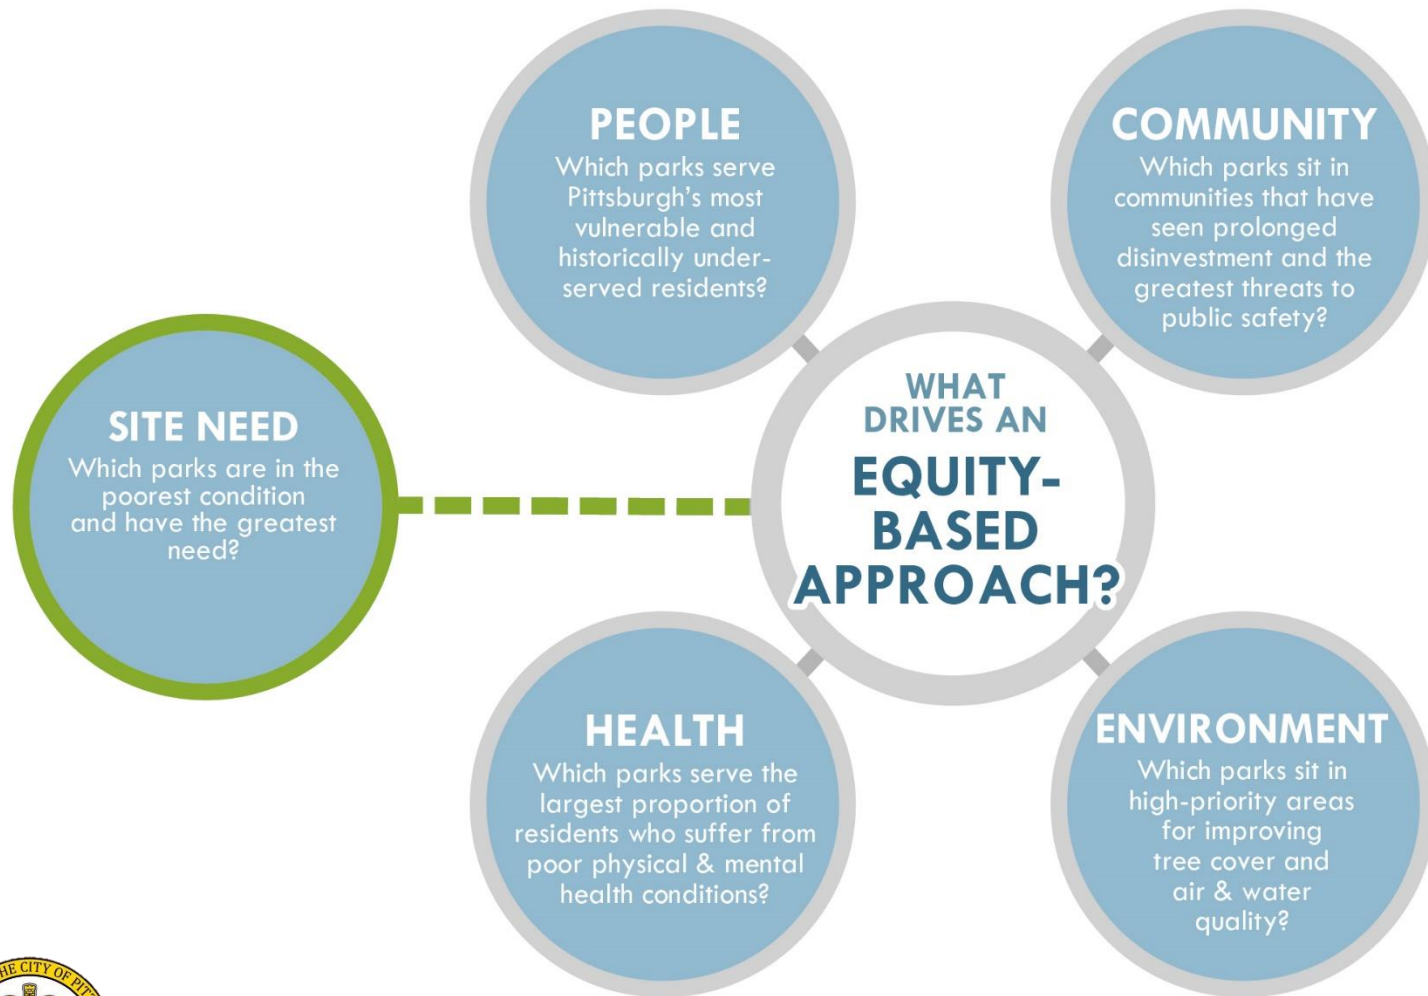 PEOPLE
Which parks serve
Pittsburgh’s most
vulnerable and
historically under-
served residents?
COMMUNITY
Which parks sit in
communities that have
seen prolonged
disinvestment and the
greatest threats to
public safety?
SITE NEED
Which parks are in the
poorest condition
and have the greatest
need?
WHAT
DRIVES AN
EQUITY-
BASED
APPROACH?
HEALTH
Which parks serve the
largest proportion of
residents who suffer from
poor physical & mental
health conditions?
ENVIRONMENT
Which parks sit in
high-priority areas
for improving
tree cover and
air & water
quality?
THE CITY OF